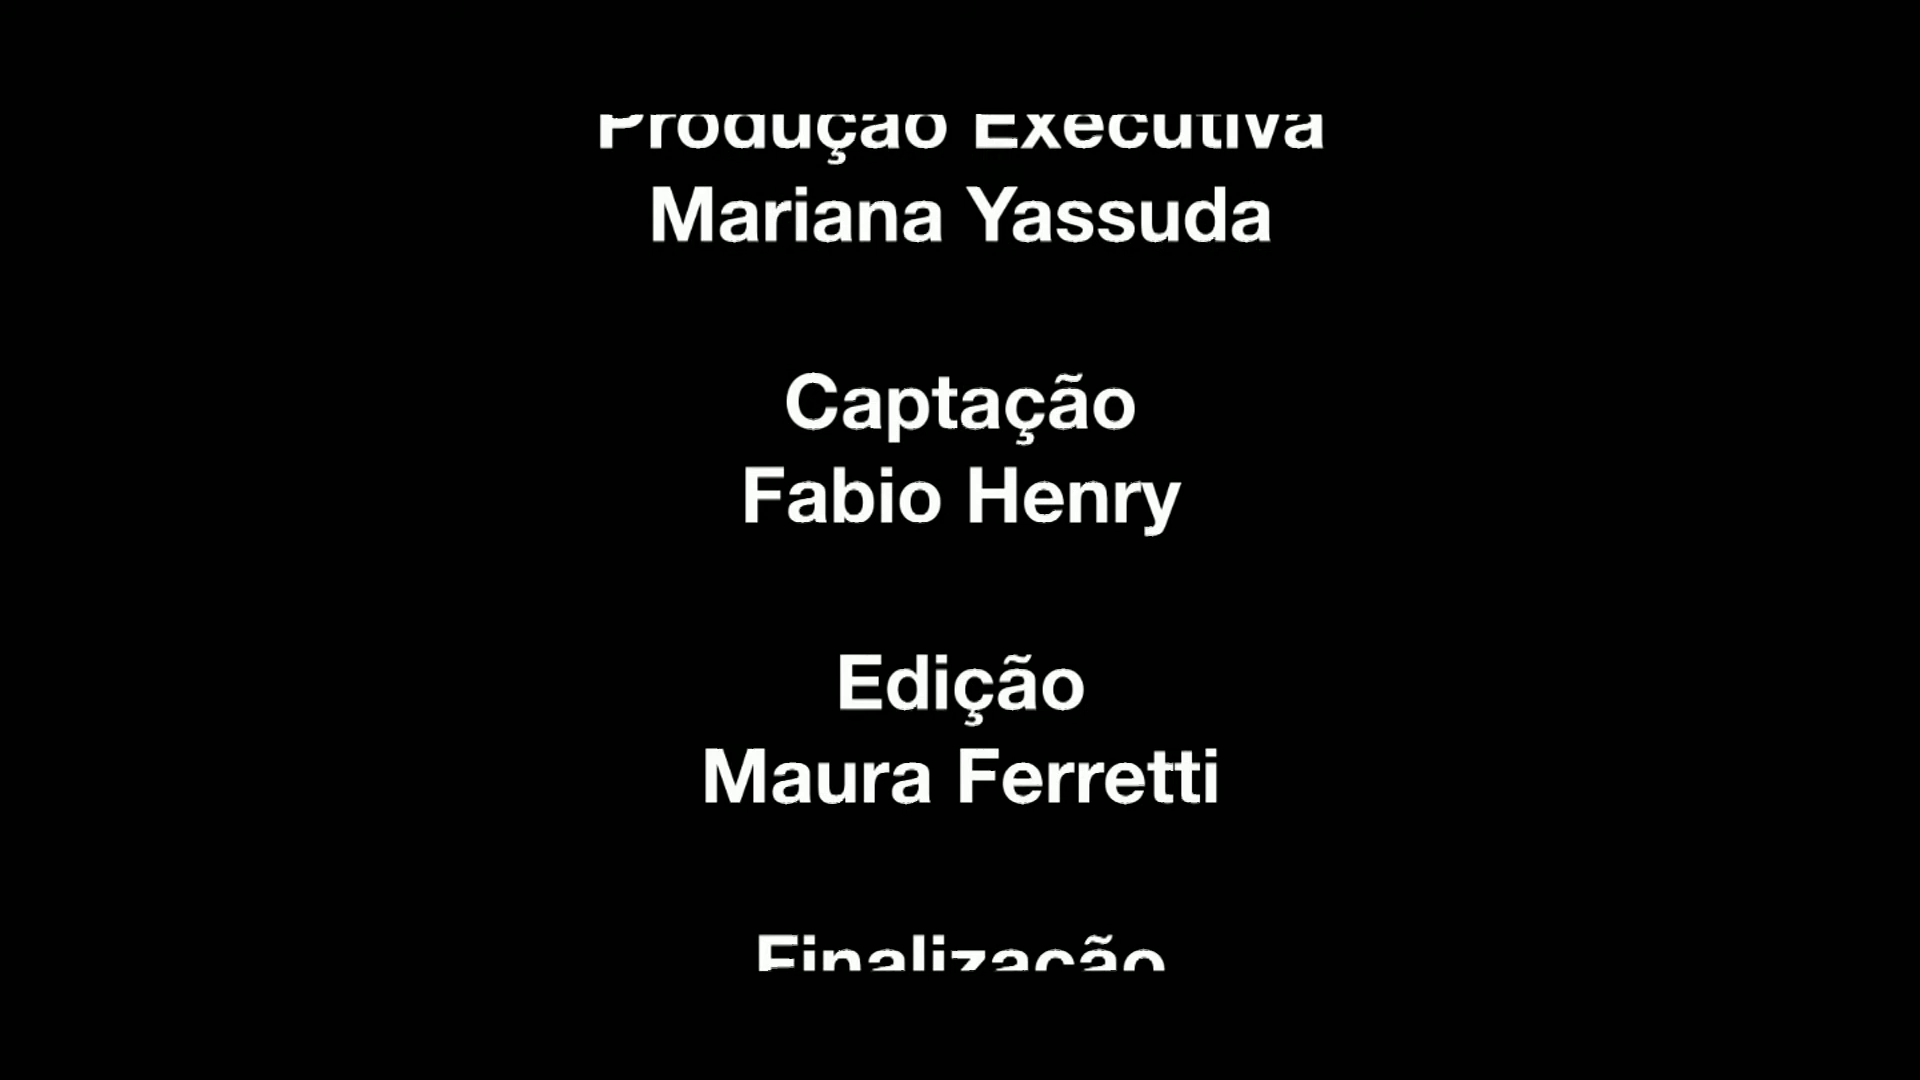 Produção Executiva
Mariana Yassuda
Captação
Fabio Henry
Edição
Maura Ferretti
Finalização